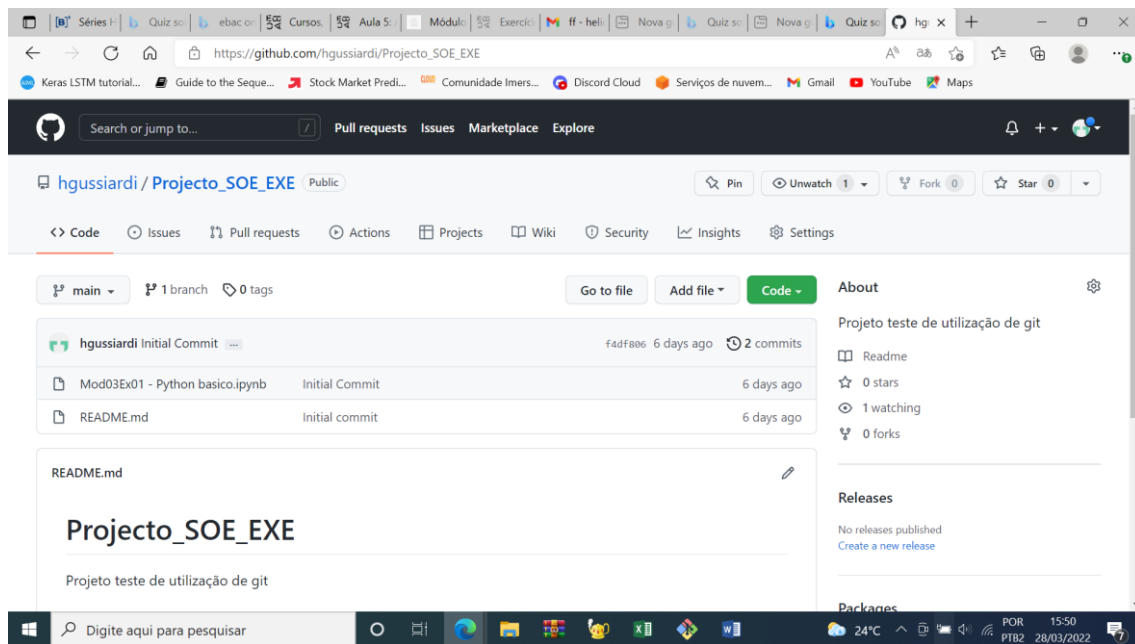 [B]° Séries H
Quiz so
ebac or
Cursos,
Aula 5: /
Módulo
Exercíci
ff - heli
Nova g
Quiz so
Nova g
Quiz so
hgu
https://github.com/hgussiardi/Projecto_SOE_EXE
Keras LSTM tutorial...
Guide to the Seque...
Stock Market Predi...
Comunidade Imers...
Discord Cloud
Serviços de nuvem...
Gmail
YouTube
Maps
Search or jump to... /
Pull requests Issues Marketplace Explore
hgussiardi / Projecto_SOE_EXE Public
Pin
Unwatch 1
Fork 0
Star 0
<> Code
Issues
Pull requests
Actions
Projects
Wiki
Security
Insights
Settings
main
1 branch
0 tags
Go to file
Add file
Code
hgussiardi Initial Commit ...
f4df806 6 days ago
2 commits
Mod03Ex01 - Python basico.ipynb Initial Commit 6 days ago
README.md Initial commit 6 days ago
README.md
Projecto_SOE_EXE
Projeto teste de utilização de git
About
Projeto teste de utilização de git
Readme
0 stars
1 watching
0 forks
Releases
No releases published
Create a new release
Packages
Digite aqui para pesquisar
24°C
POR
PTB2
15:50
28/03/2022
7